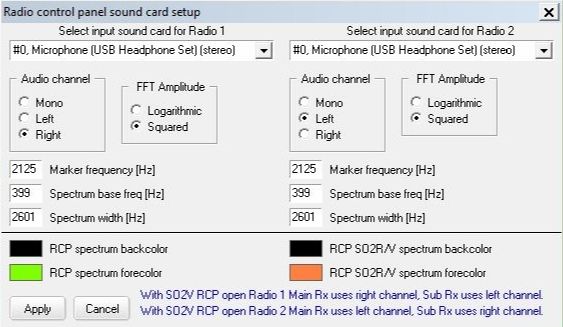 Radio control panel sound card setup
Select input sound card for Radio 1
Select input sound card for Radio 2
#0, Microphone (USB Headphone Set) (stereo)
#0, Microphone (USB Headphone Set) (stereo)
Audio channel
Mono
Left
Right
FFT Amplitude
Logarithmic
Squared
Audio channel
Mono
Left
Right
FFT Amplitude
Logarithmic
Squared
2125 Marker frequency [Hz]
399 Spectrum base freq [Hz]
2601 Spectrum width [Hz]
2125 Marker frequency [Hz]
399 Spectrum base freq [Hz]
2601 Spectrum width [Hz]
RCP spectrum backcolor
RCP SO2R/V spectrum backcolor
RCP spectrum forecolor
RCP SO2R/V spectrum forecolor
Apply
Cancel
With SO2V RCP open Radio 1 Main Rx uses right channel, Sub Rx uses left channel.
With SO2V RCP open Radio 2 Main Rx uses left channel, Sub Rx uses right channel.